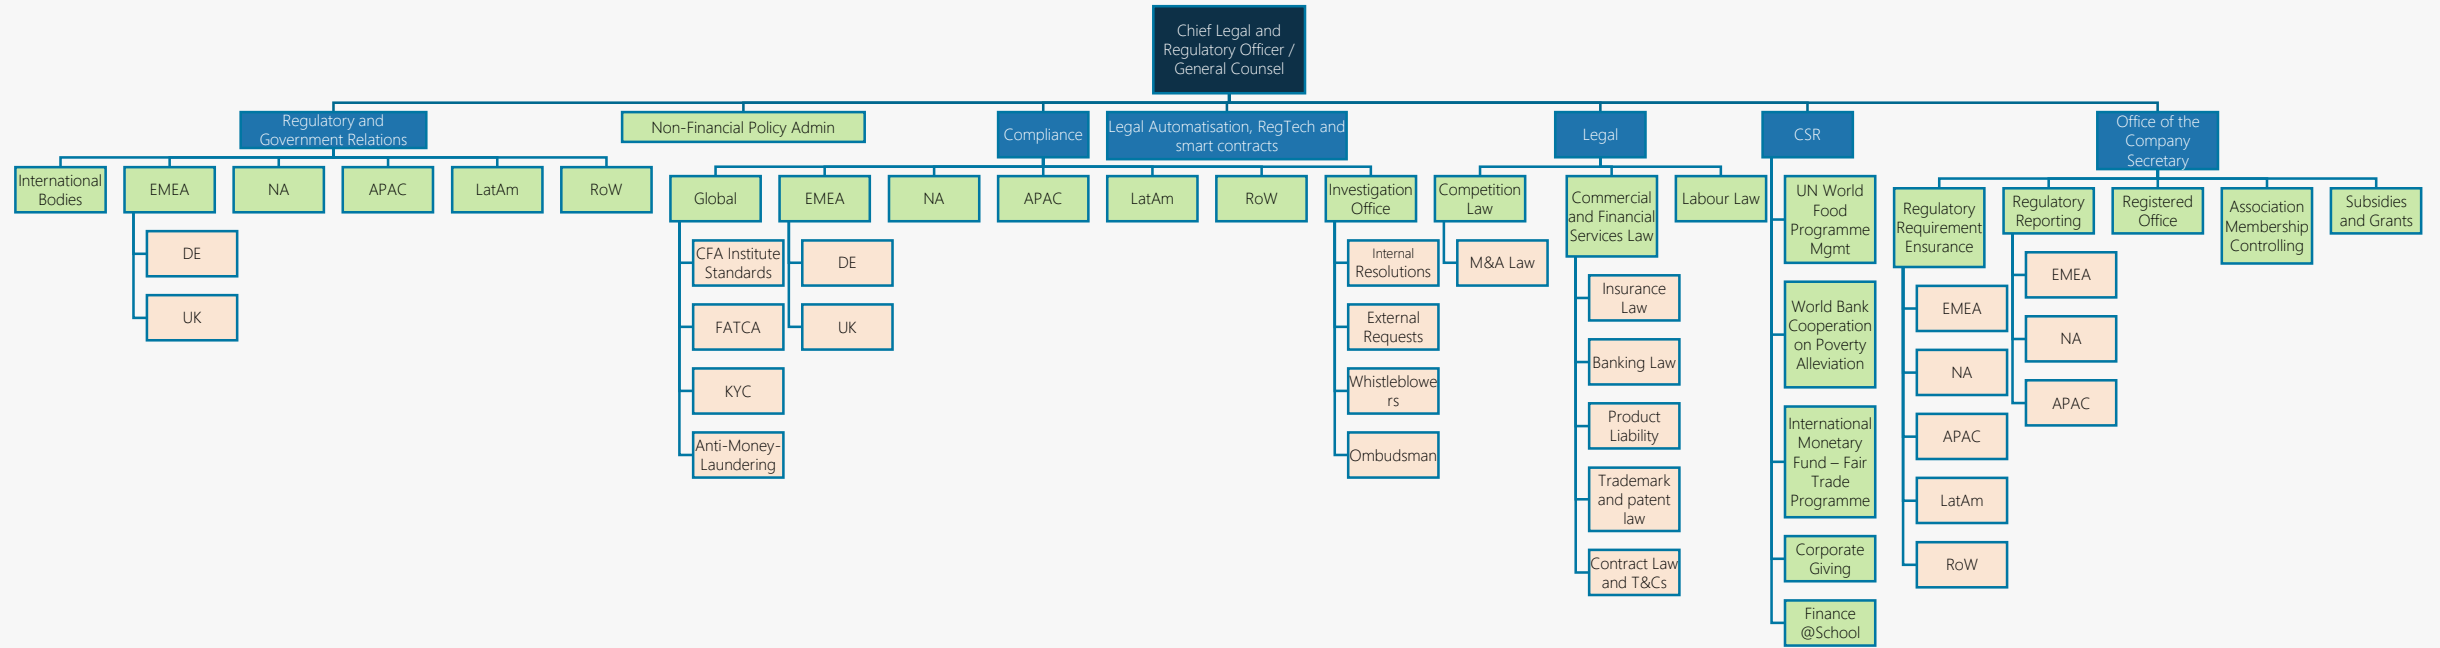 Chief Legal and
Regulatory Officer /
General Counsel
Regulatory and
Government Relations
Non-Financial Policy Admin
Compliance
Legal Automatisation, RegTech and
smart contracts
Legal
CSR
Office of the
Company
Secretary
International
Bodies
EMEA
DE
UK
NA
APAC
LatAm
RoW
Global
CFA Institute
Standards
FATCA
KYC
Anti-Money-
Laundering
EMEA
DE
UK
NA
APAC
LatAm
RoW
Investigation
Office
Internal
Resolutions
External
Requests
Whistleblowe
rs
Ombudsman
Competition
Law
M&A Law
Commercial
and Financial
Services Law
Insurance
Law
Banking Law
Product
Liability
Trademark
and patent
law
Contract Law
and T&Cs
Labour Law
UN World
Food
Programme
Mgmt
World Bank
Cooperation
on Poverty
Alleviation
International
Monetary
Fund – Fair
Trade
Programme
Corporate
Giving
Finance
@School
Regulatory
Requirement
Ensurance
EMEA
NA
APAC
LatAm
RoW
Regulatory
Reporting
EMEA
NA
APAC
Registered
Office
Association
Membership
Controlling
Subsidies
and Grants